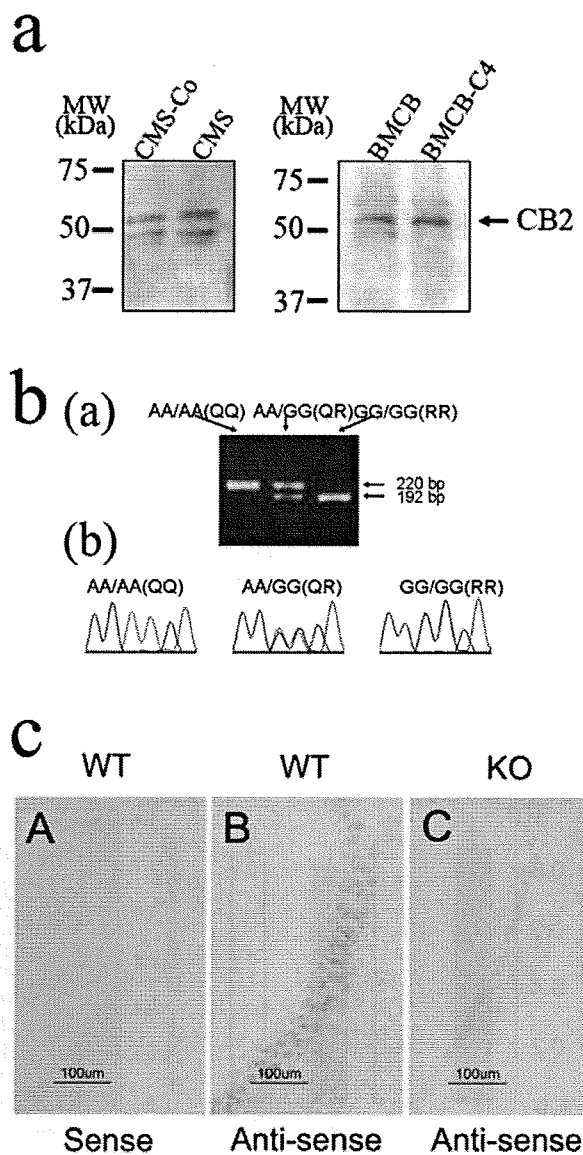 a
MW
(kDa)
CMS-Co
CMS
75
50
37
MW
(kDa)
BMCB
BMCB-C4
75
50
37
CB2
b
(a)
AA/AA(QQ) AA/GG(QR)GG/GG(RR)
220 bp
192 bp
(b)
AA/AA(QQ) AA/GG(QR) GG/GG(RR)
c
WT WT KO
A B C
100um 100um 100um
Sense Anti-sense Anti-sense